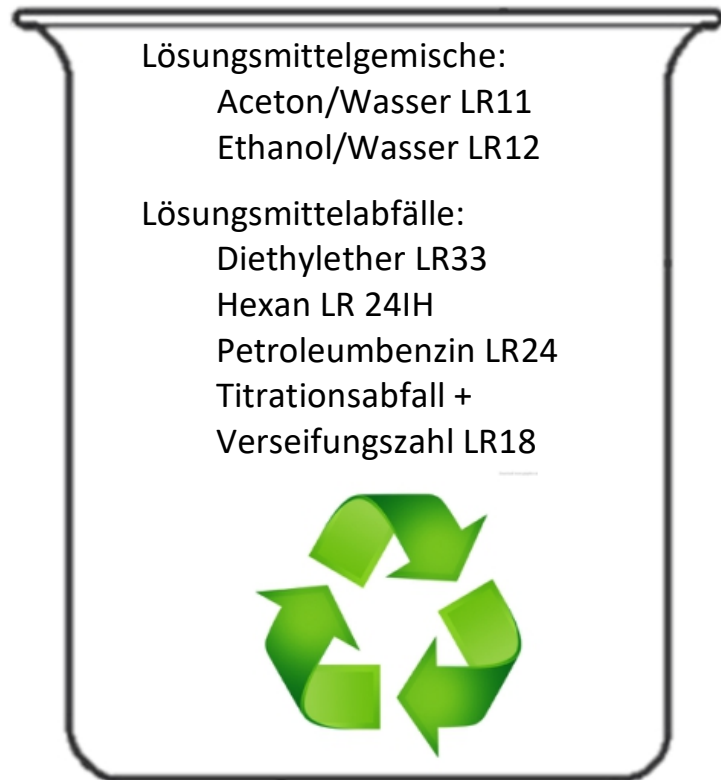 Lösungsmittelgemische:
Aceton/Wasser LR11
Ethanol/Wasser LR12
Lösungsmittelabfälle:
Diethylether LR33
Hexan LR 24IH
Petroleumbenzin LR24
Titrationsabfall +
Verseifungszahl LR18